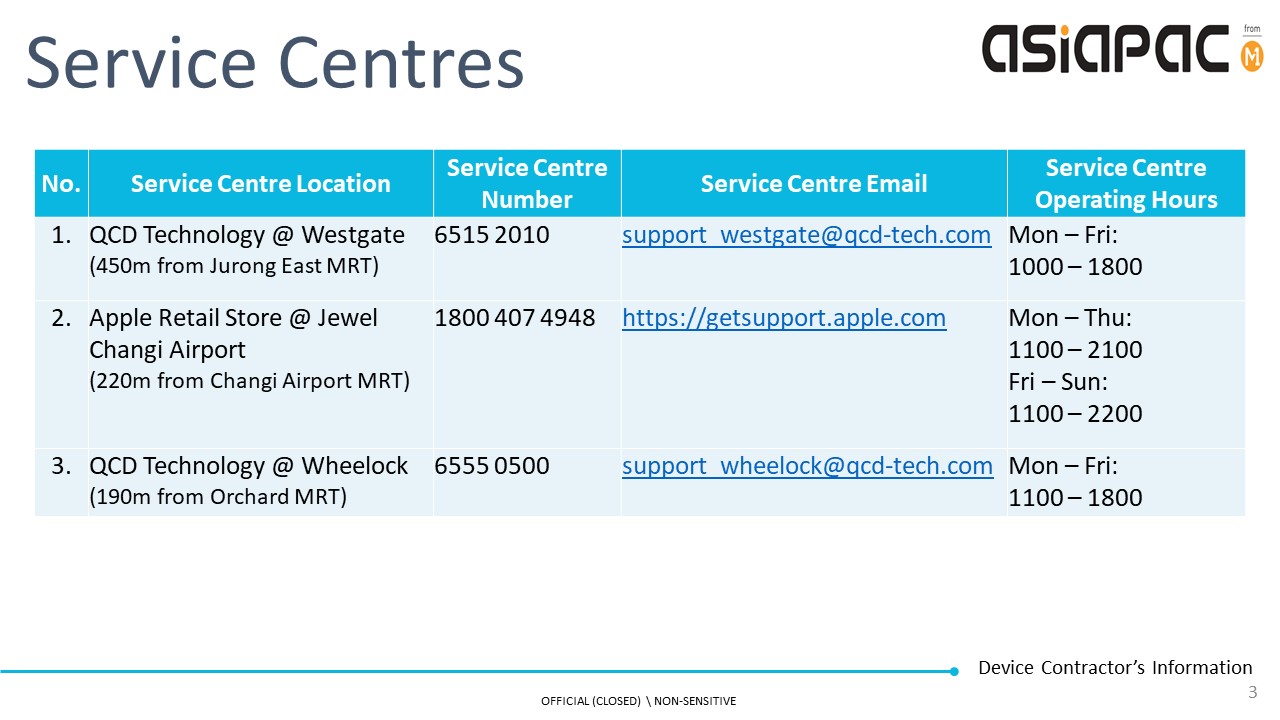 Service Centres
asiapac from M
No. Service Centre Location Service Centre Number Service Centre Email Service Centre Operating Hours
1. QCD Technology @ Westgate 6515 2010 support_westgate@qcd-tech.com Mon – Fri:
(450m from Jurong East MRT) 1000 – 1800
2. Apple Retail Store @ Jewel 1800 407 4948 https://getsupport.apple.com Mon – Thu:
Changi Airport 1100 – 2100
(220m from Changi Airport MRT) Fri – Sun:
1100 – 2200
3. QCD Technology @ Wheelock 6555 0500 support_wheelock@qcd-tech.com Mon – Fri:
(190m from Orchard MRT) 1100 – 1800
Device Contractor's Information
OFFICIAL (CLOSED) \ NON-SENSITIVE
3